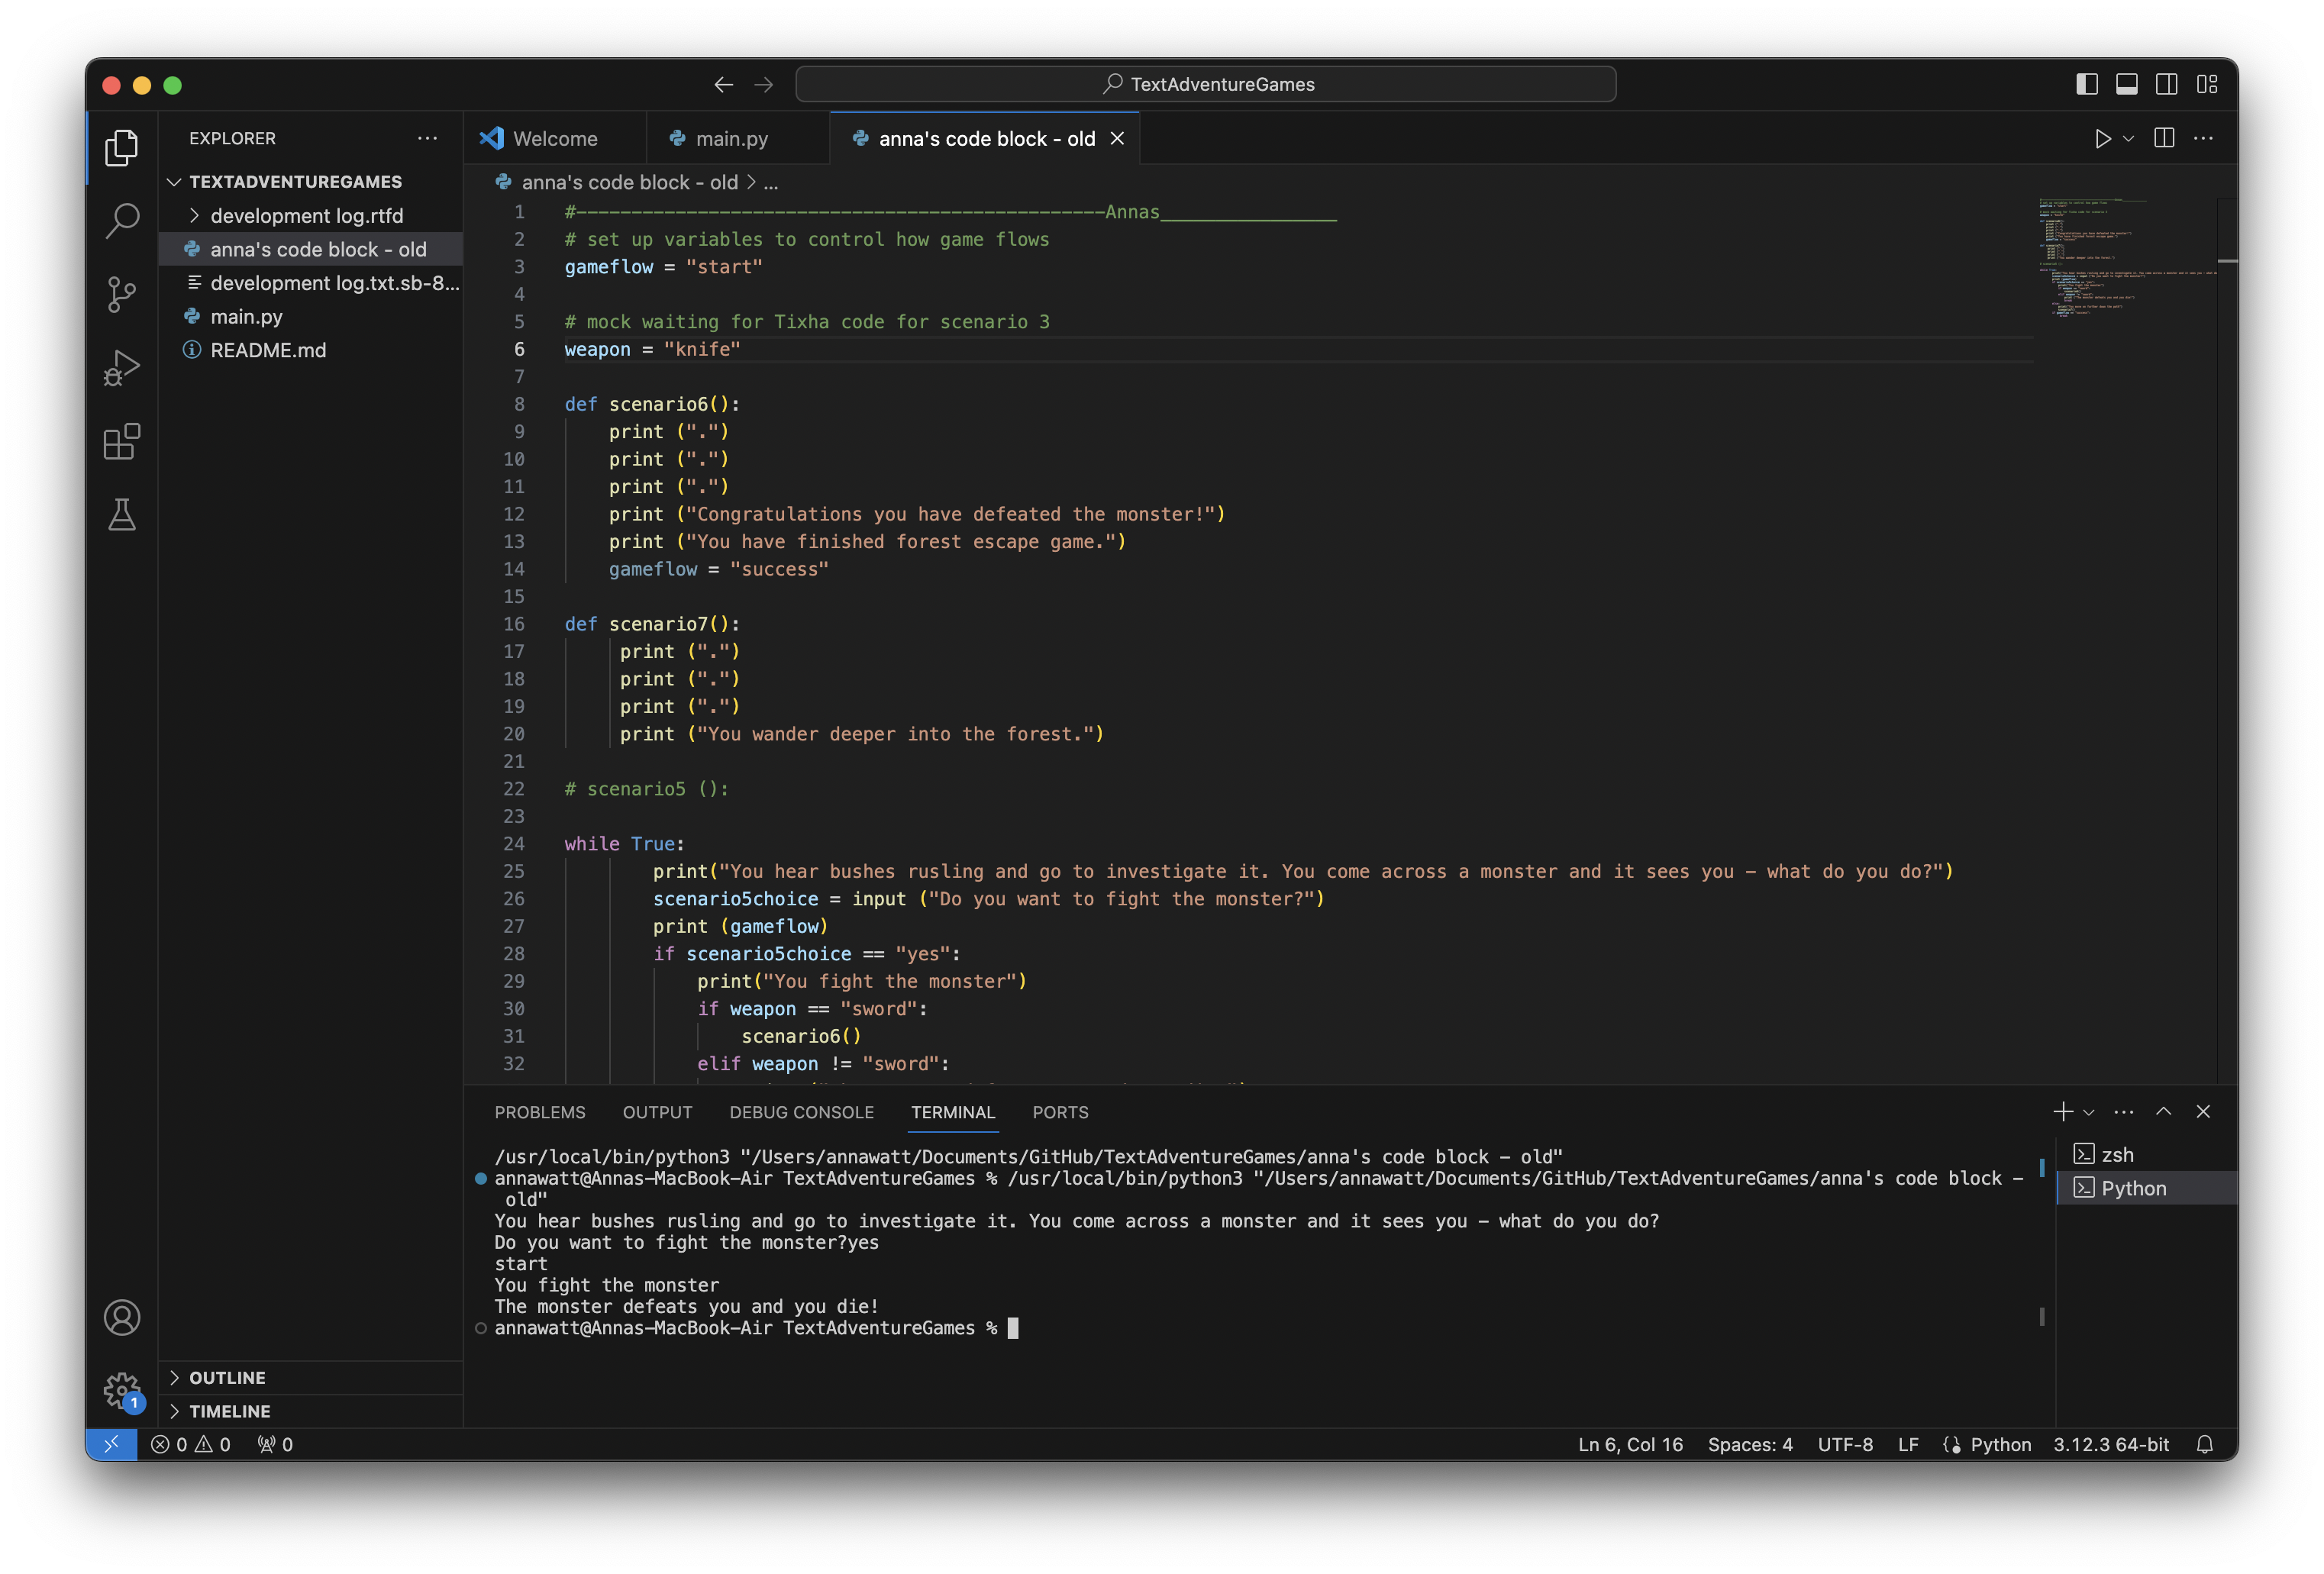 TextAdventureGames
EXPLORER
TEXTADVENTUREGAMES
development log.rtfd
anna's code block - old
development log.txt.sb-8...
main.py
README.md
OUTLINE
TIMELINE
Welcome
main.py
anna's code block - old
anna's code block - old > ...
1 #------------------------------------------------Annas________________
2 # set up variables to control how game flows
3 gameflow = "start"
4
5 # mock waiting for Tixha code for scenario 3
6 weapon = "knife"
7
8 def scenario6():
9 print (".")
10 print (".")
11 print (".")
12 print ("Congratulations you have defeated the monster!")
13 print ("You have finished forest escape game.")
14 gameflow = "success"
15
16 def scenario7():
17 print (".")
18 print (".")
19 print (".")
20 print ("You wander deeper into the forest.")
21
22 # scenario5 ():
23
24 while True:
25 print("You hear bushes rusling and go to investigate it. You come across a monster and it sees you - what do you do?")
26 scenario5choice = input ("Do you want to fight the monster?")
27 print (gameflow)
28 if scenario5choice == "yes":
29 print("You fight the monster")
30 if weapon == "sword":
31 scenario6()
32 elif weapon != "sword":
PROBLEMS OUTPUT DEBUG CONSOLE TERMINAL PORTS
/usr/local/bin/python3 "/Users/annawatt/Documents/GitHub/TextAdventureGames/anna's code block - old"
annawatt@Annas-MacBook-Air TextAdventureGames % /usr/local/bin/python3 "/Users/annawatt/Documents/GitHub/TextAdventureGames/anna's code block -
old"
You hear bushes rusling and go to investigate it. You come across a monster and it sees you - what do you do?
Do you want to fight the monster?yes
start
You fight the monster
The monster defeats you and you die!
annawatt@Annas-MacBook-Air TextAdventureGames %
zsh
Python
1
0 0 0
Ln 6, Col 16 Spaces: 4 UTF-8 LF Python 3.12.3 64-bit